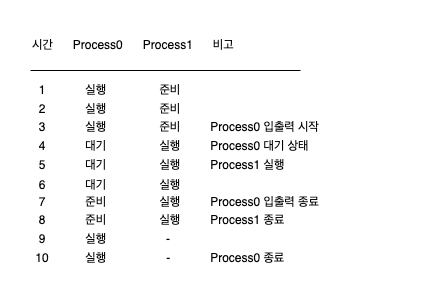 시간 Process0 Process1 비고
1 실행 준비
2 실행 준비
3 실행 준비 Process0 입출력 시작
4 대기 실행 Process0 대기 상태
5 대기 실행 Process1 실행
6 대기 실행
7 준비 실행 Process0 입출력 종료
8 준비 실행 Process1 종료
9 실행 -
10 실행 - Process0 종료